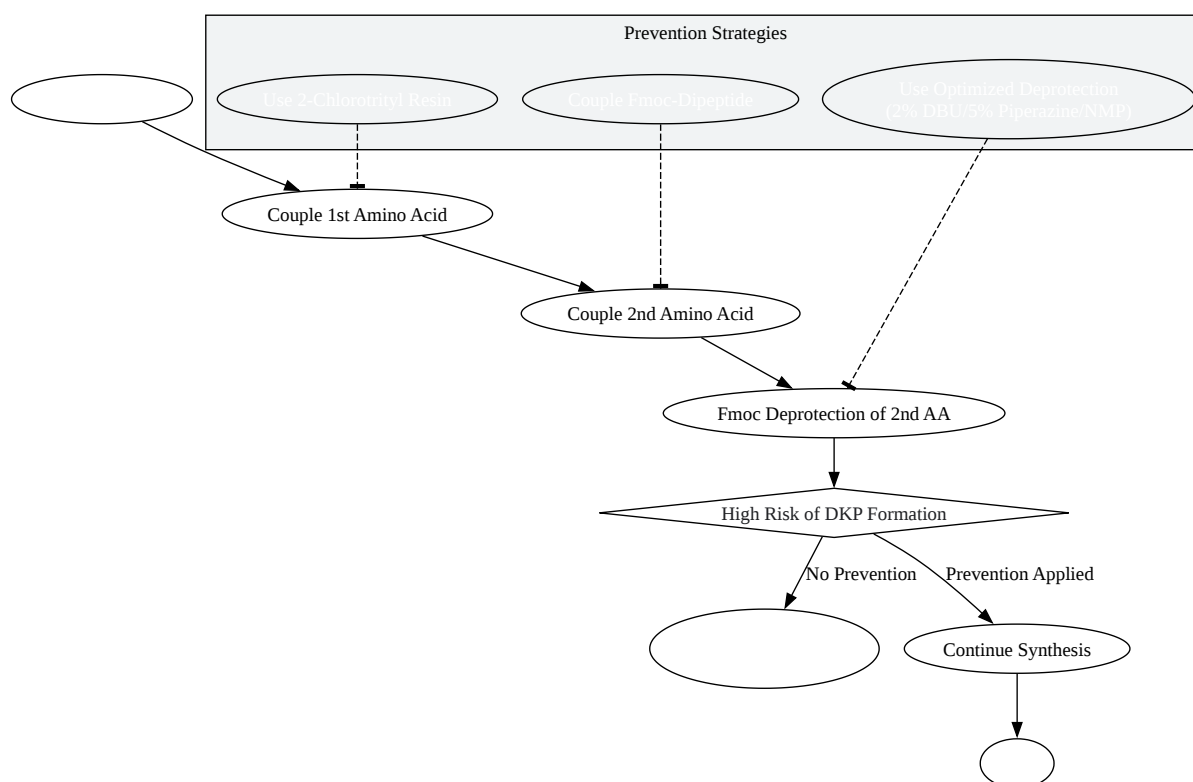 Prevention Strategies
Use 2-Chlorotrityl Resin
Couple Fmoc-Dipeptide
Use Optimized Deprotection
(2% DBU/5% Piperazine/NMP)
Couple 1st Amino Acid
Couple 2nd Amino Acid
Fmoc Deprotection of 2nd AA
High Risk of DKP Formation
No Prevention
Prevention Applied
Continue Synthesis